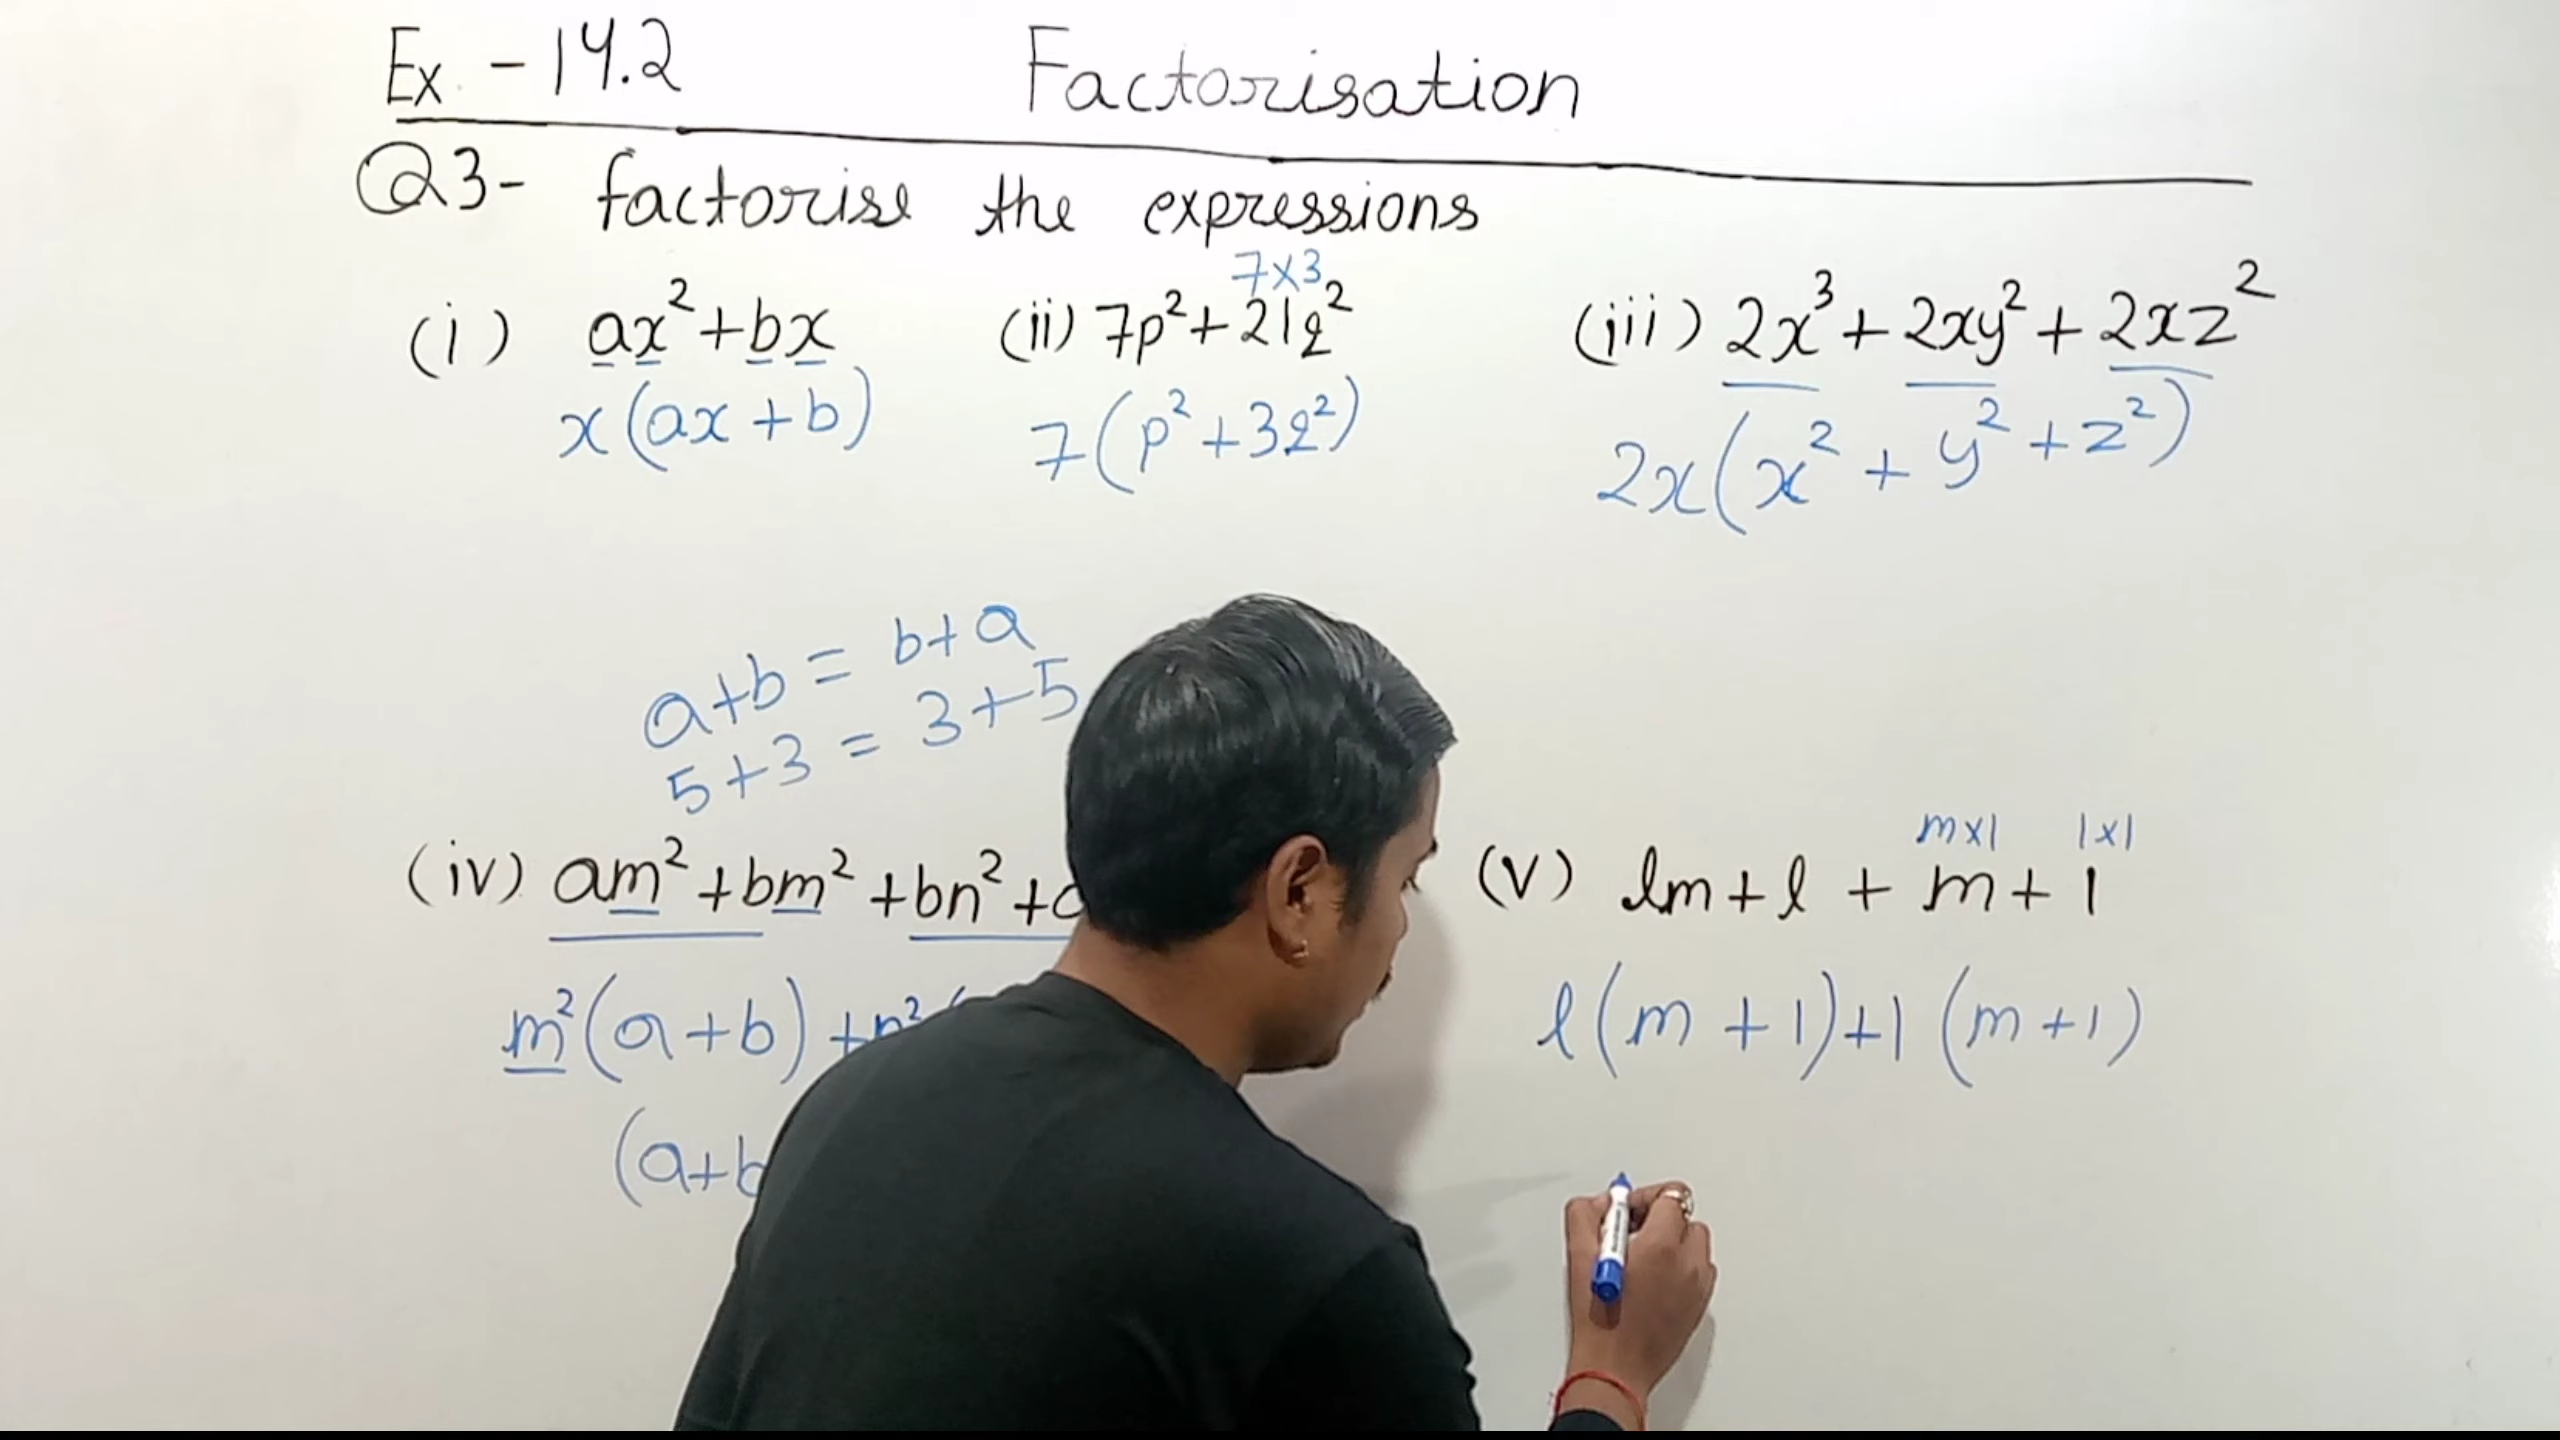 Ex - 14.2 Factorisation
Q3- factorise the expressions
7×3
(i) ax²+bx (ii) 7p²+21q² (iii) 2x³+2xy²+2xz²
x(ax+b) 7(p²+3q²) 2x(x²+y²+z²)
a+b = b+a
5+3 = 3+5
m×1 1×1
(iv) am²+bm²+bn²+ (v) lm+l+m+1
m²(a+b)+n²( l(m+1)+1(m+1)
(a+b